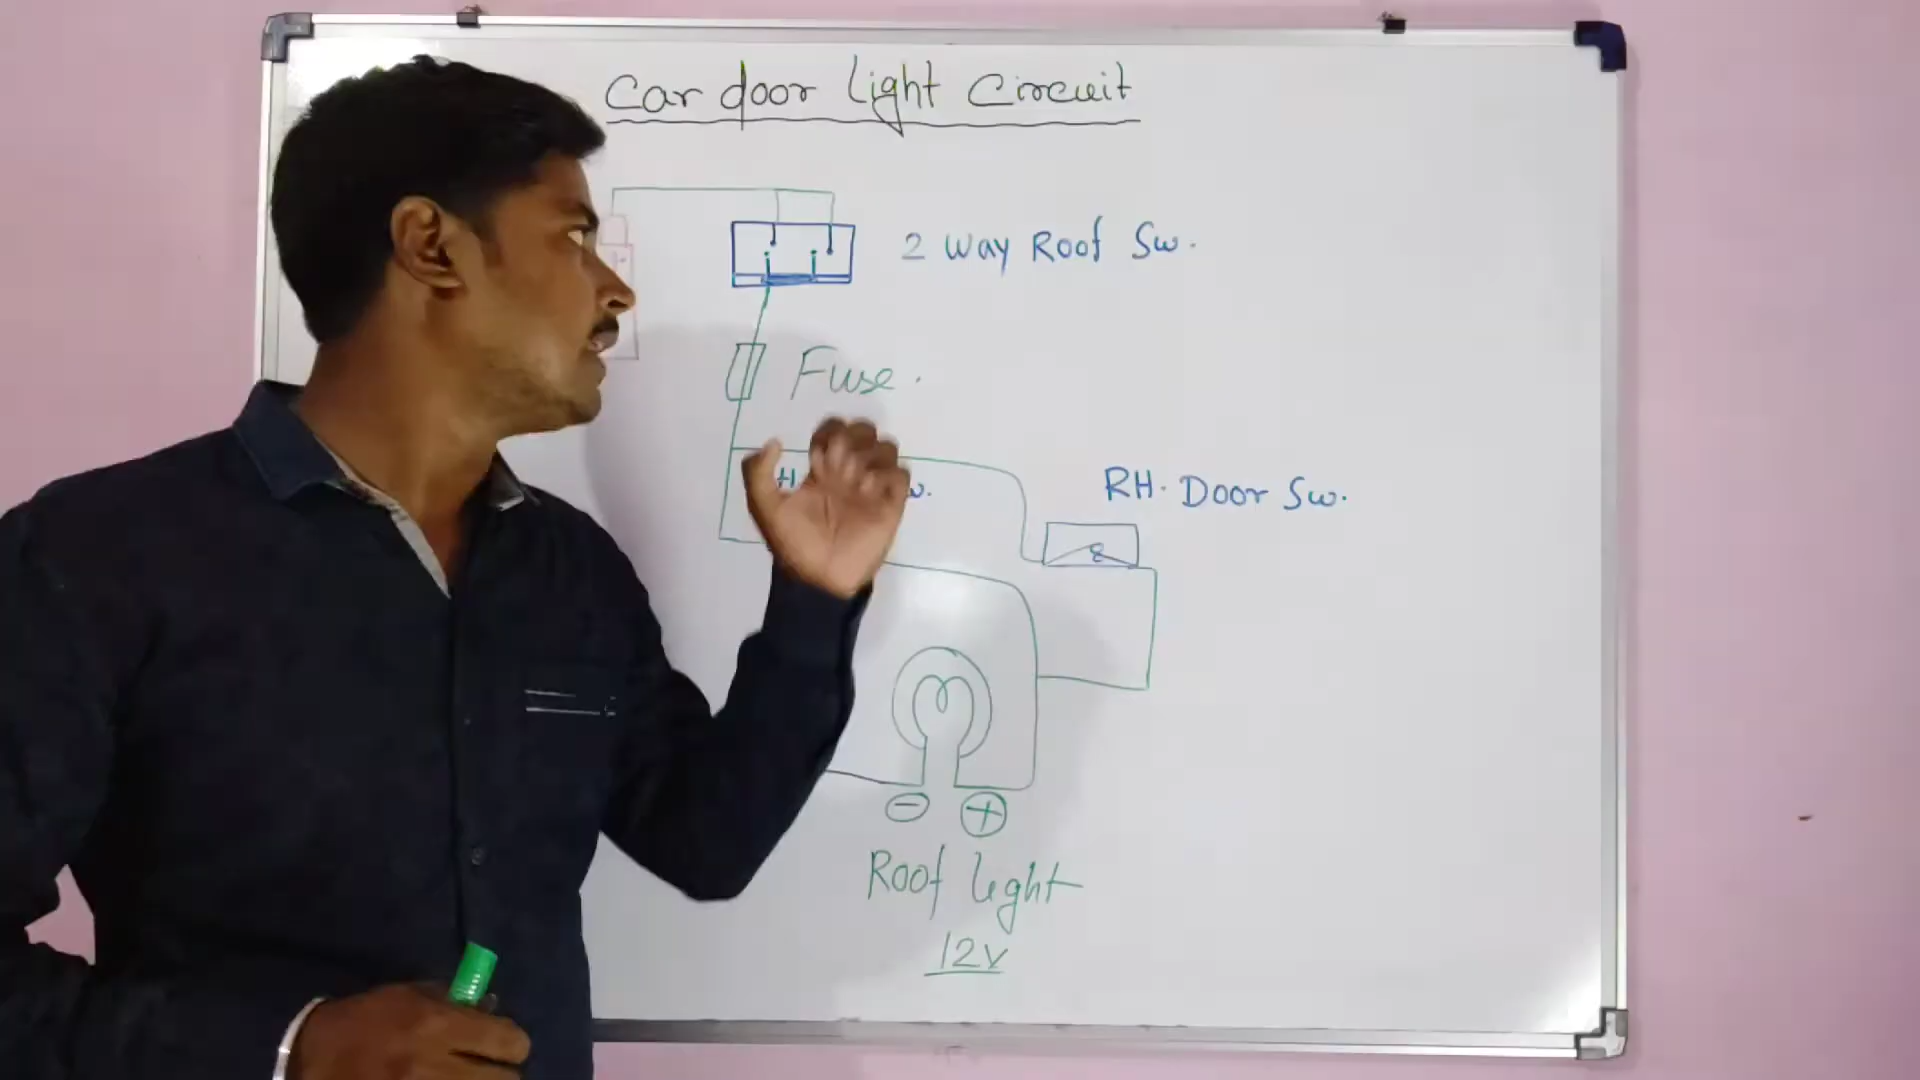 Car door Light Circuit
2 Way Roof Sw.
Fuse.
RH. Door Sw.
Roof light
12V